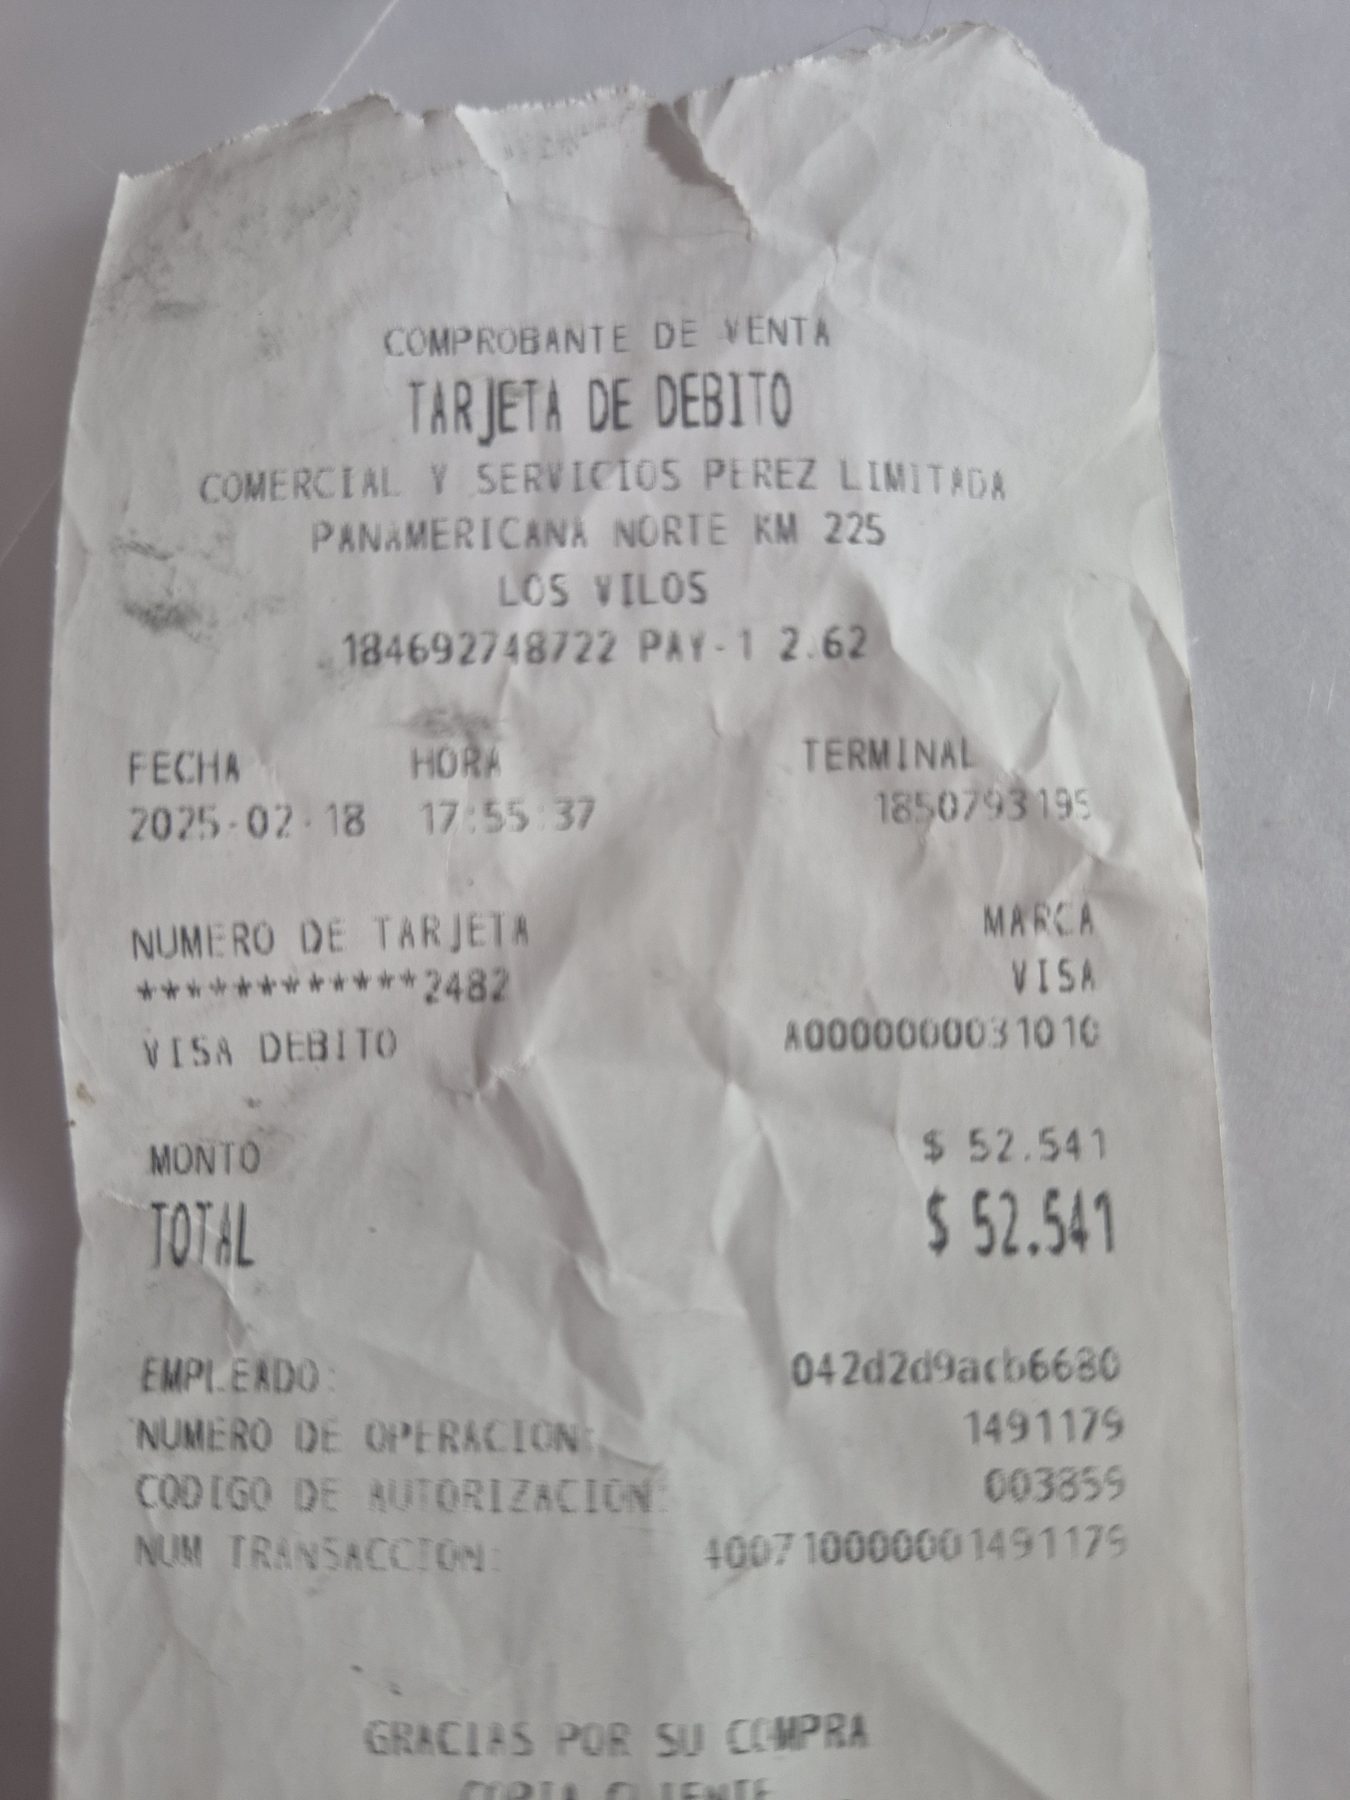 COMPROBANTE DE VENTA
TARJETA DE DEBITO
COMERCIAL Y SERVICIOS PEREZ LIMITADA
PANAMERICANA NORTE KM 225
LOS VILOS
184692748722 PAY-1 2.62
FECHA HORA TERMINAL
2025-02-18 17:55:37 1850793195
NUMERO DE TARJETA MARCA
************2482 VISA
VISA DEBITO A0000000031010
MONTO $ 52.541
TOTAL $ 52.541
EMPLEADO: 042d2d9acb6680
NUMERO DE OPERACION: 1491179
CODIGO DE AUTORIZACION: 003859
NUM TRANSACCION: 4007100000001491179
GRACIAS POR SU COMPRA
COPIA CLIENTE